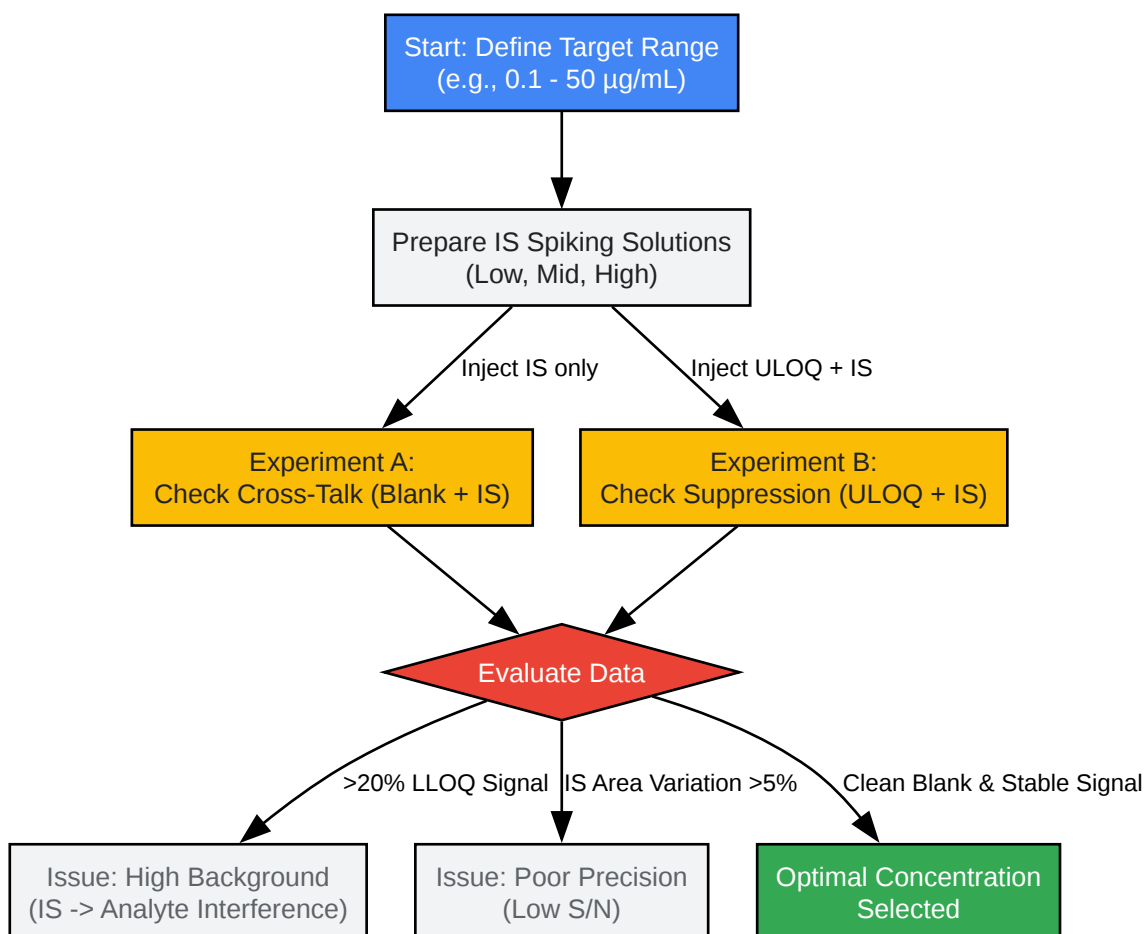 Start: Define Target Range
(e.g., 0.1 - 50 µg/mL)
Prepare IS Spiking Solutions
(Low, Mid, High)
Inject IS only
Inject ULOQ + IS
Experiment A:
Check Cross-Talk (Blank + IS)
Experiment B:
Check Suppression (ULOQ + IS)
Evaluate Data
>20% LLOQ Signal
IS Area Variation >5%
Clean Blank & Stable Signal
Issue: High Background
(IS -> Analyte Interference)
Issue: Poor Precision
(Low S/N)
Optimal Concentration
Selected